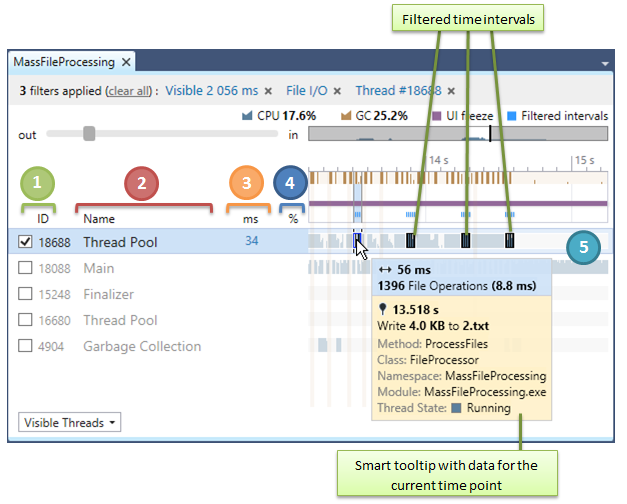 Filtered time intervals
MassFileProcessing
3 filters applied (clear all) : Visible 2 056 ms × File I/O × Thread #18688 ×
CPU 17.6% GC 25.2% UI freeze Filtered intervals
out in
14 s 15 s
1 2 3 4
ID Name ms %
18688 Thread Pool 34 5
18088 Main
15248 Finalizer
16680 Thread Pool
4904 Garbage Collection
56 ms
1396 File Operations (8.8 ms)
13.518 s
Write 4.0 KB to 2.txt
Method: ProcessFiles
Class: FileProcessor
Namespace: MassFileProcessing
Module: MassFileProcessing.exe
Thread State: Running
Visible Threads
Smart tooltip with data for the
current time point